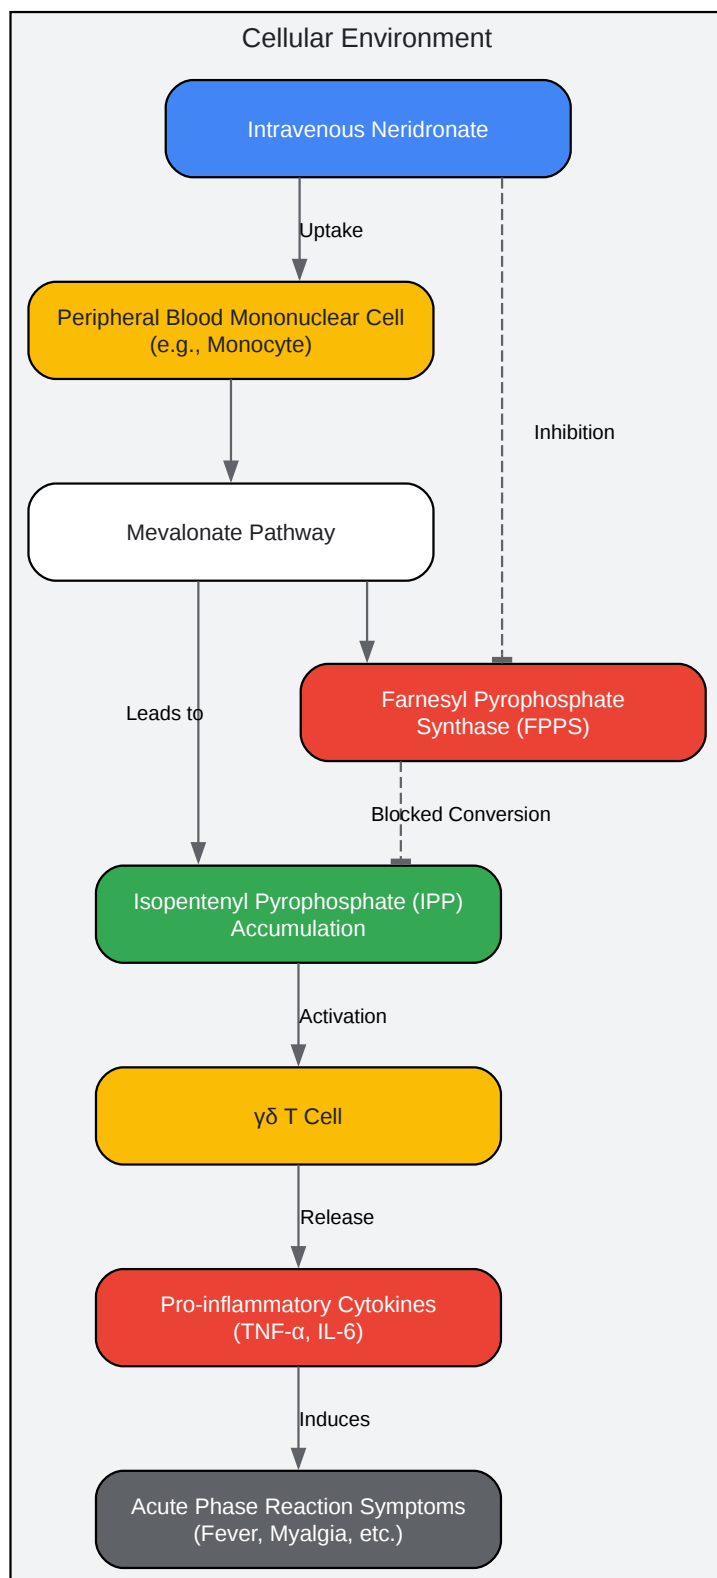 Cellular Environment
Intravenous Neridronate
Uptake
Peripheral Blood Mononuclear Cell
(e.g., Monocyte)
Inhibition
Mevalonate Pathway
Farnesyl Pyrophosphate
Synthase (FPPS)
Leads to
Blocked Conversion
Isopentenyl Pyrophosphate (IPP)
Accumulation
Activation
γδ T Cell
Release
Pro-inflammatory Cytokines
(TNF-α, IL-6)
Induces
Acute Phase Reaction Symptoms
(Fever, Myalgia, etc.)